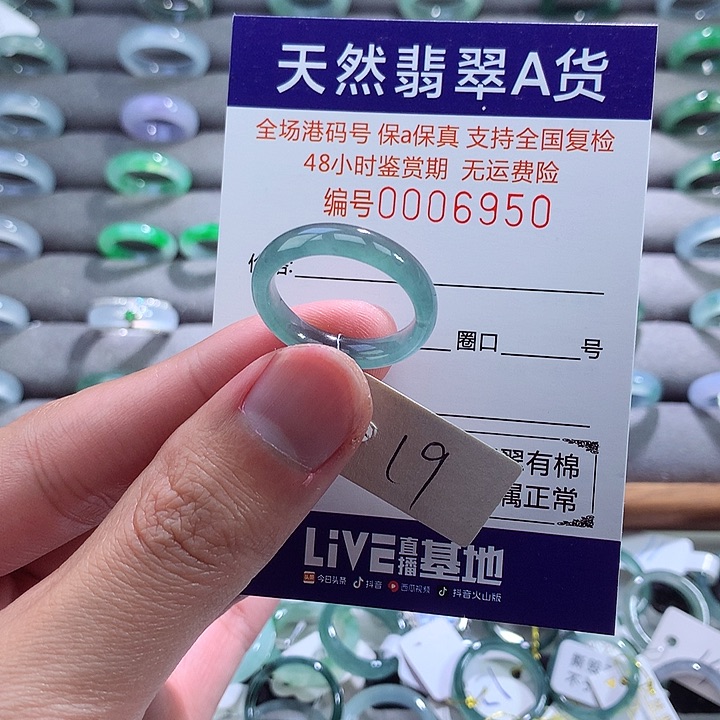 天然翡翠A货
全场港码号 保a保真 支持全国复检
48小时鉴赏期 无运费险
编号0006950
圈口 号
19
有棉
属正常
LiVE直播基地
今日头条 抖音 西瓜视频 抖音火山版